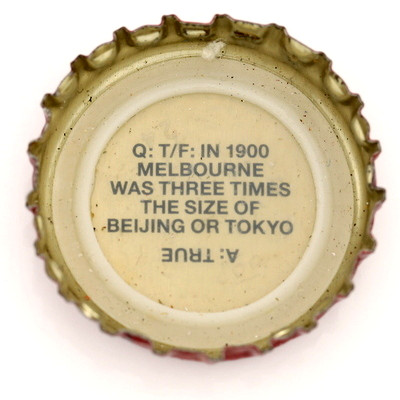 Q: T/F: IN 1900
MELBOURNE
WAS THREE TIMES
THE SIZE OF
BEIJING OR TOKYO
A: TRUE